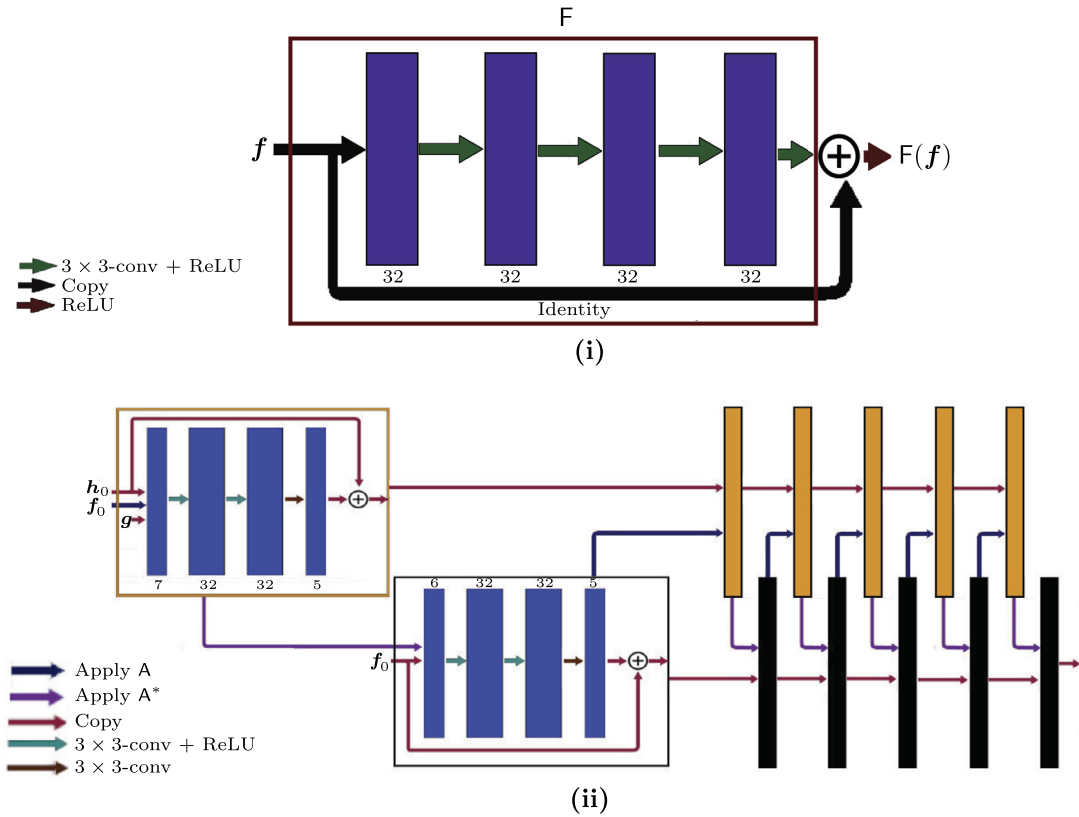 F
f
F(f)
32 32 32 32
3 × 3-conv + ReLU
Copy
ReLU
Identity
(i)
h0
f0
g
7 32 32 5
6 32 32 5
f0
Apply A
Apply A*
Copy
3 × 3-conv + ReLU
3 × 3-conv
(ii)